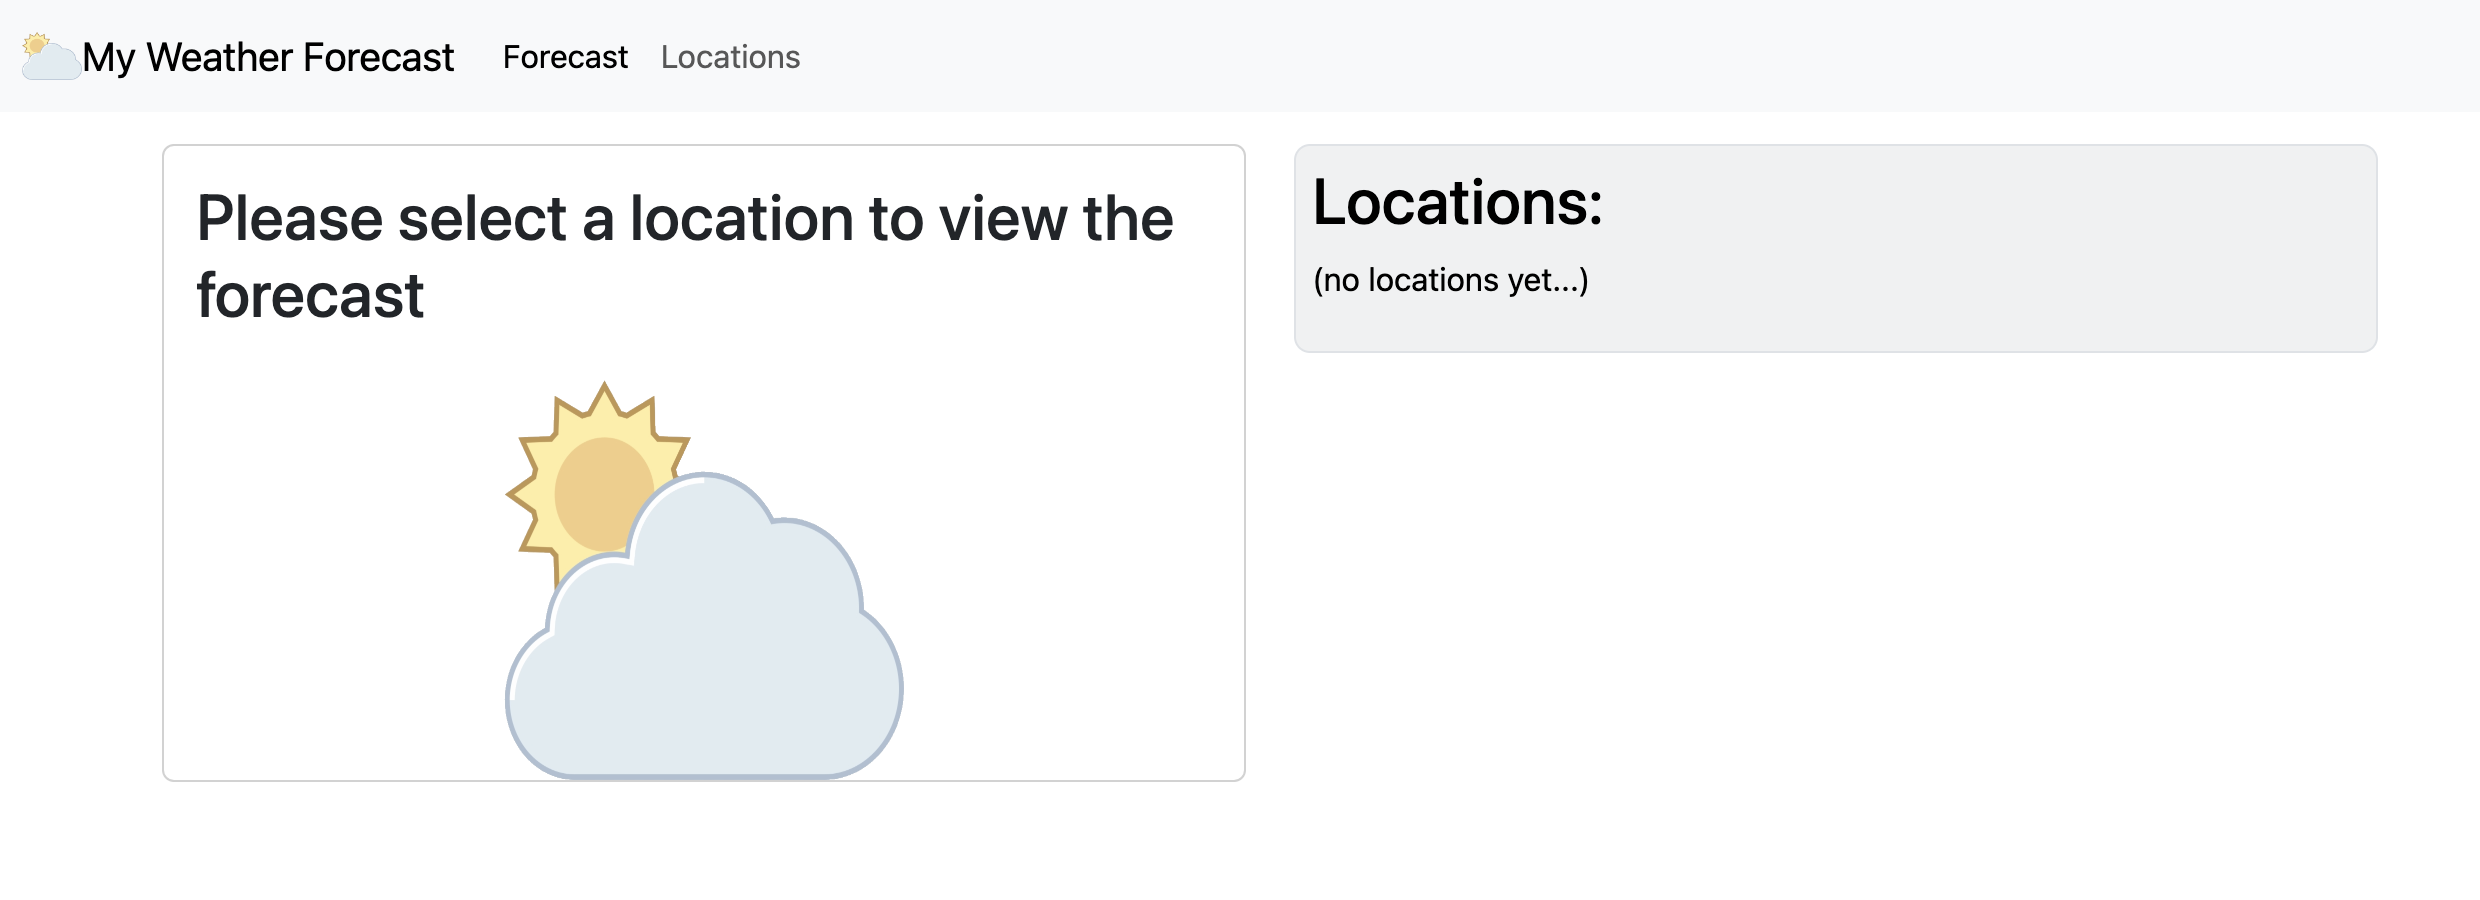 My Weather Forecast
Forecast
Locations
Please select a location to view the
forecast
Locations:
(no locations yet...)